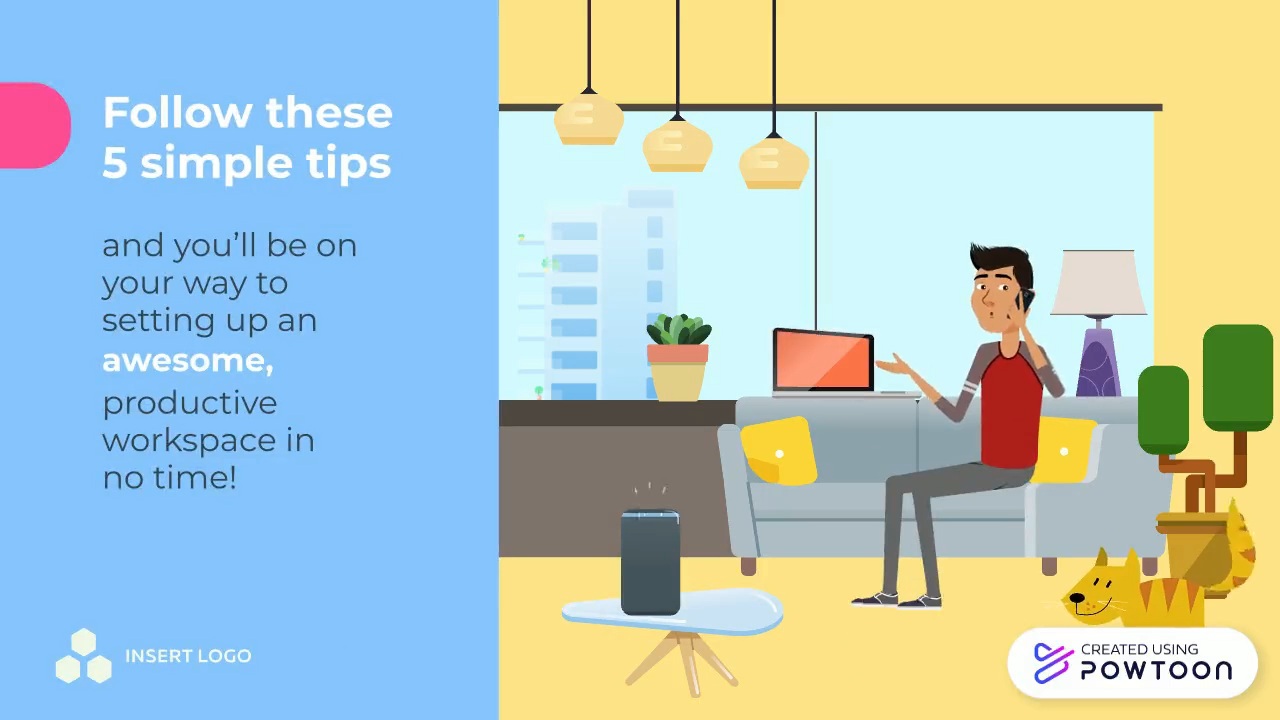 Follow these
5 simple tips
and you’ll be on
your way to
setting up an
awesome,
productive
workspace in
no time!
INSERT LOGO
CREATED USING
POWTOON